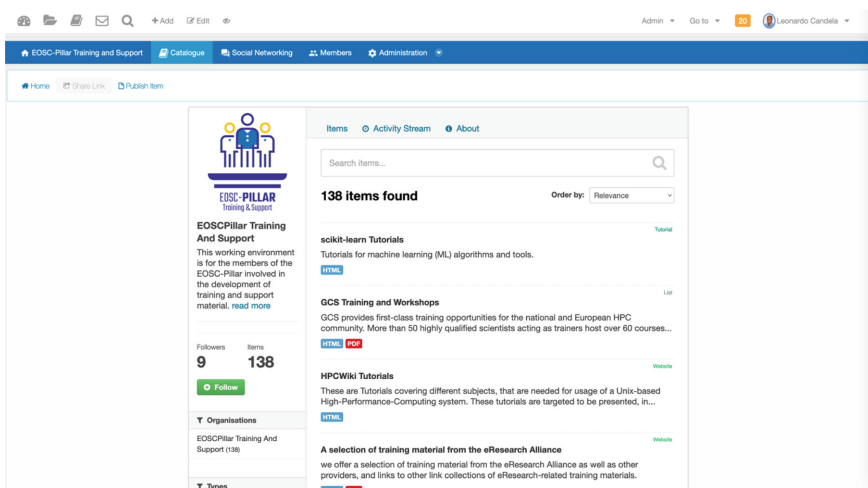 +Add Edit
Admin Go to 20 Leonardo Candela
EOSC-Pillar Training and Support Catalogue Social Networking Members Administration
Home Share Link Publish Item
EOSC-PILLAR
Training & Support
EOSCPillar Training
And Support
This working environment
is for the members of the
EOSC-Pillar involved in
the development of
training and support
material. read more
Followers Items
9 138
Follow
Organisations
EOSCPillar Training And
Support (138)
Types
Items Activity Stream About
Search items...
138 items found Order by: Relevance
Tutorial
scikit-learn Tutorials
Tutorials for machine learning (ML) algorithms and tools.
HTML
List
GCS Training and Workshops
GCS provides first-class training opportunities for the national and European HPC
community. More than 50 highly qualified scientists acting as trainers host over 60 courses...
HTML PDF
Website
HPCWiki Tutorials
These are Tutorials covering different subjects, that are needed for usage of a Unix-based
High-Performance-Computing system. These tutorials are targeted to be presented, in...
HTML
Website
A selection of training material from the eResearch Alliance
we offer a selection of training material from the eResearch Alliance as well as other
providers, and links to other link collections of eResearch-related training materials.